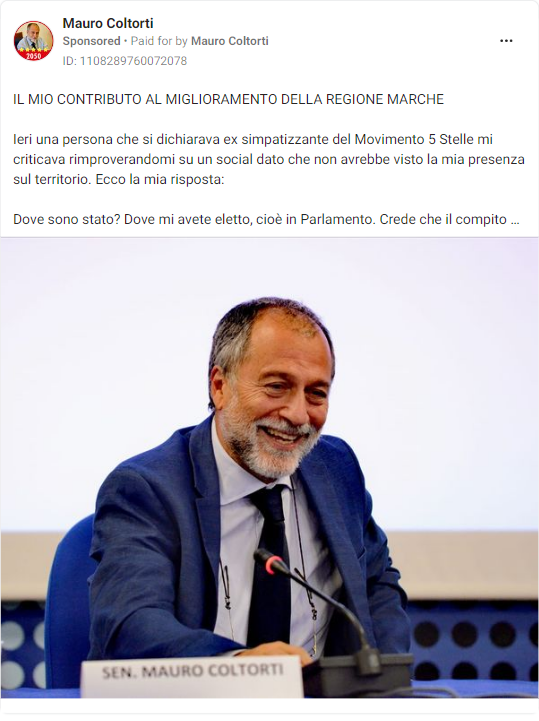 Mauro Coltorti
Sponsored • Paid for by Mauro Coltorti
ID: 1108289760072078
2050
IL MIO CONTRIBUTO AL MIGLIORAMENTO DELLA REGIONE MARCHE
Ieri una persona che si dichiarava ex simpatizzante del Movimento 5 Stelle mi
criticava rimproverandomi su un social dato che non avrebbe visto la mia presenza
sul territorio. Ecco la mia risposta:
Dove sono stato? Dove mi avete eletto, cioè in Parlamento. Crede che il compito ...
SEN. MAURO COLTORTI